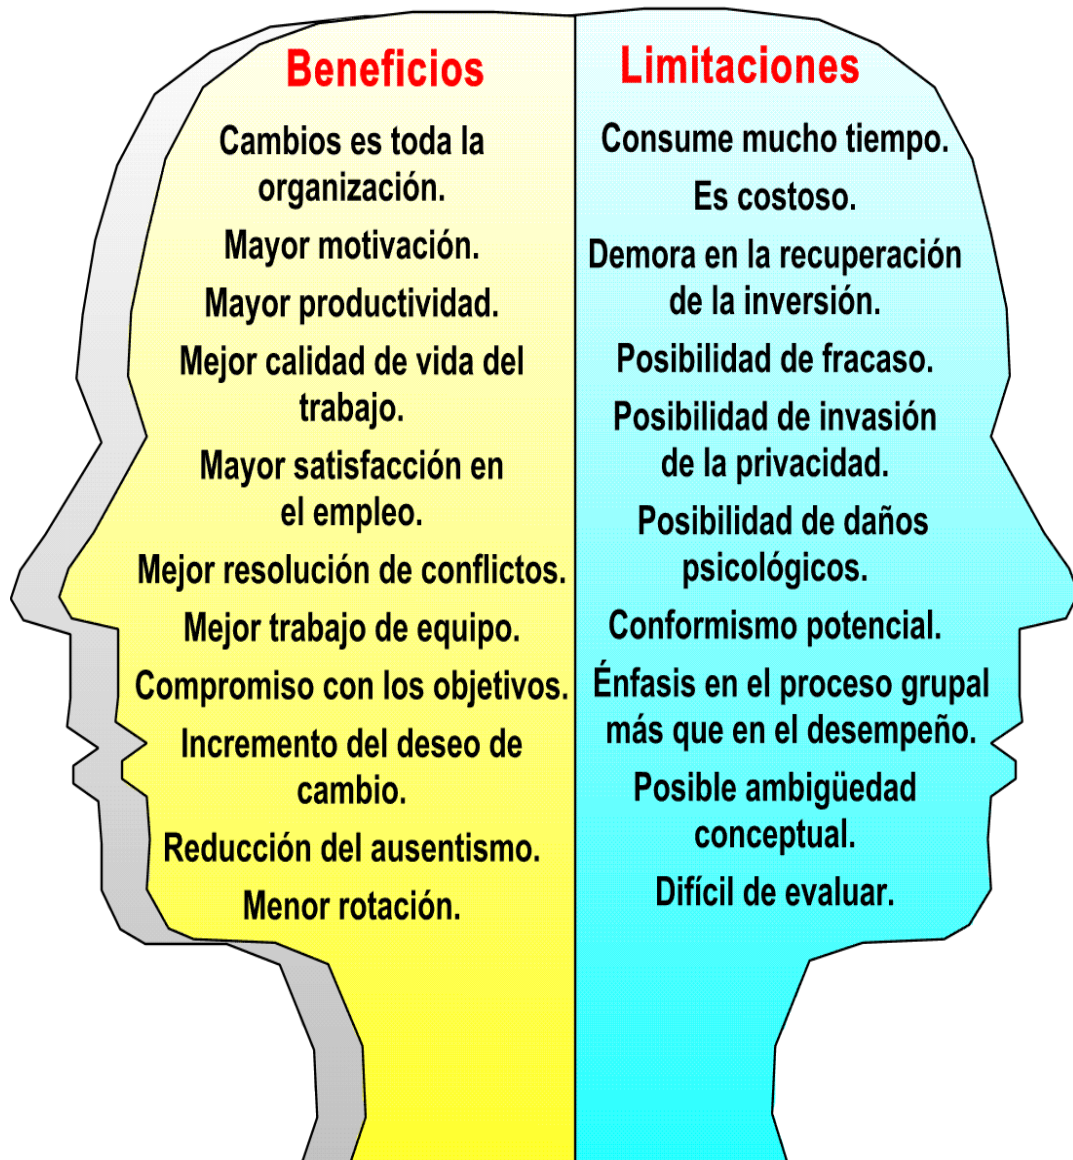 Beneficios
Cambios es toda la
organización.
Mayor motivación.
Mayor productividad.
Mejor calidad de vida del
trabajo.
Mayor satisfacción en
el empleo.
Mejor resolución de conflictos.
Mejor trabajo de equipo.
Compromiso con los objetivos.
Incremento del deseo de
cambio.
Reducción del ausentismo.
Menor rotación.
Limitaciones
Consume mucho tiempo.
Es costoso.
Demora en la recuperación
de la inversión.
Posibilidad de fracaso.
Posibilidad de invasión
de la privacidad.
Posibilidad de daños
psicológicos.
Conformismo potencial.
Énfasis en el proceso grupal
más que en el desempeño.
Posible ambigüedad
conceptual.
Difícil de evaluar.